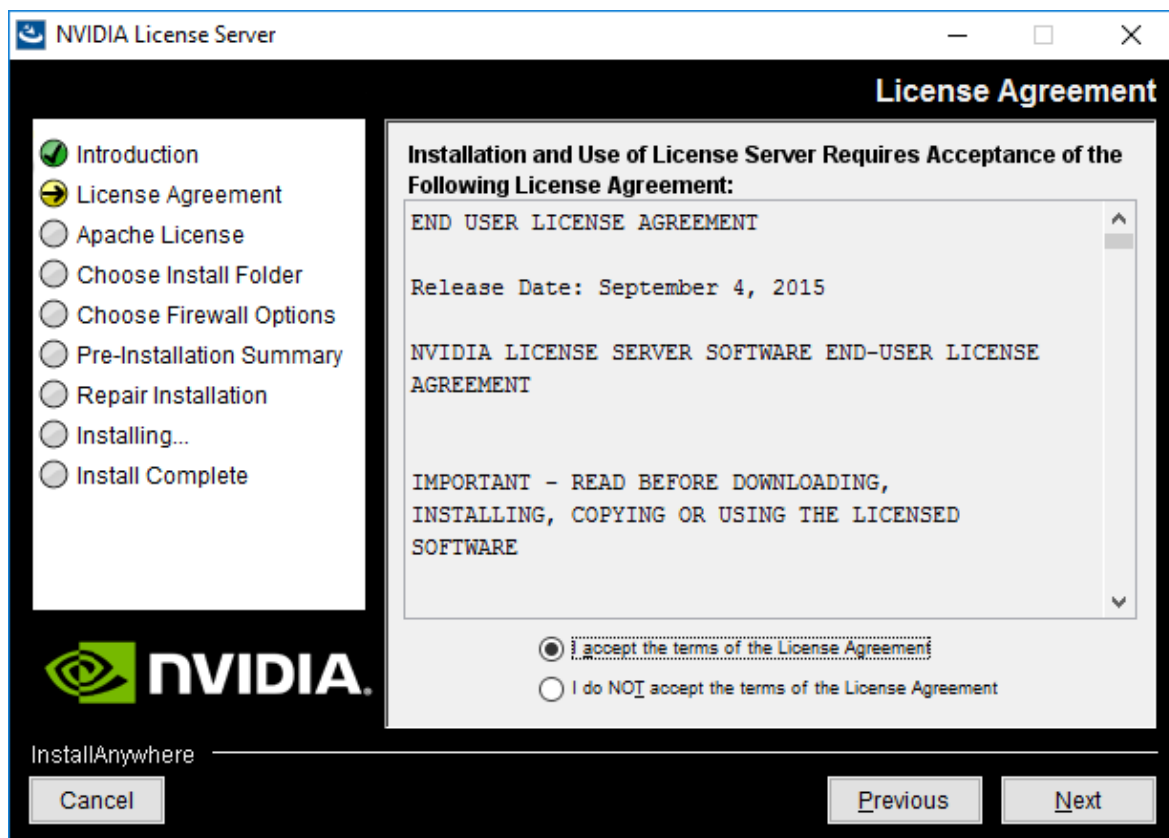 NVIDIA License Server
License Agreement
Introduction
License Agreement
Apache License
Choose Install Folder
Choose Firewall Options
Pre-Installation Summary
Repair Installation
Installing...
Install Complete
Installation and Use of License Server Requires Acceptance of the
Following License Agreement:
END USER LICENSE AGREEMENT
Release Date: September 4, 2015
NVIDIA LICENSE SERVER SOFTWARE END-USER LICENSE
AGREEMENT
IMPORTANT – READ BEFORE DOWNLOADING,
INSTALLING, COPYING OR USING THE LICENSED
SOFTWARE
I accept the terms of the License Agreement
I do NOT accept the terms of the License Agreement
NVIDIA.
InstallAnywhere
Cancel
Previous
Next